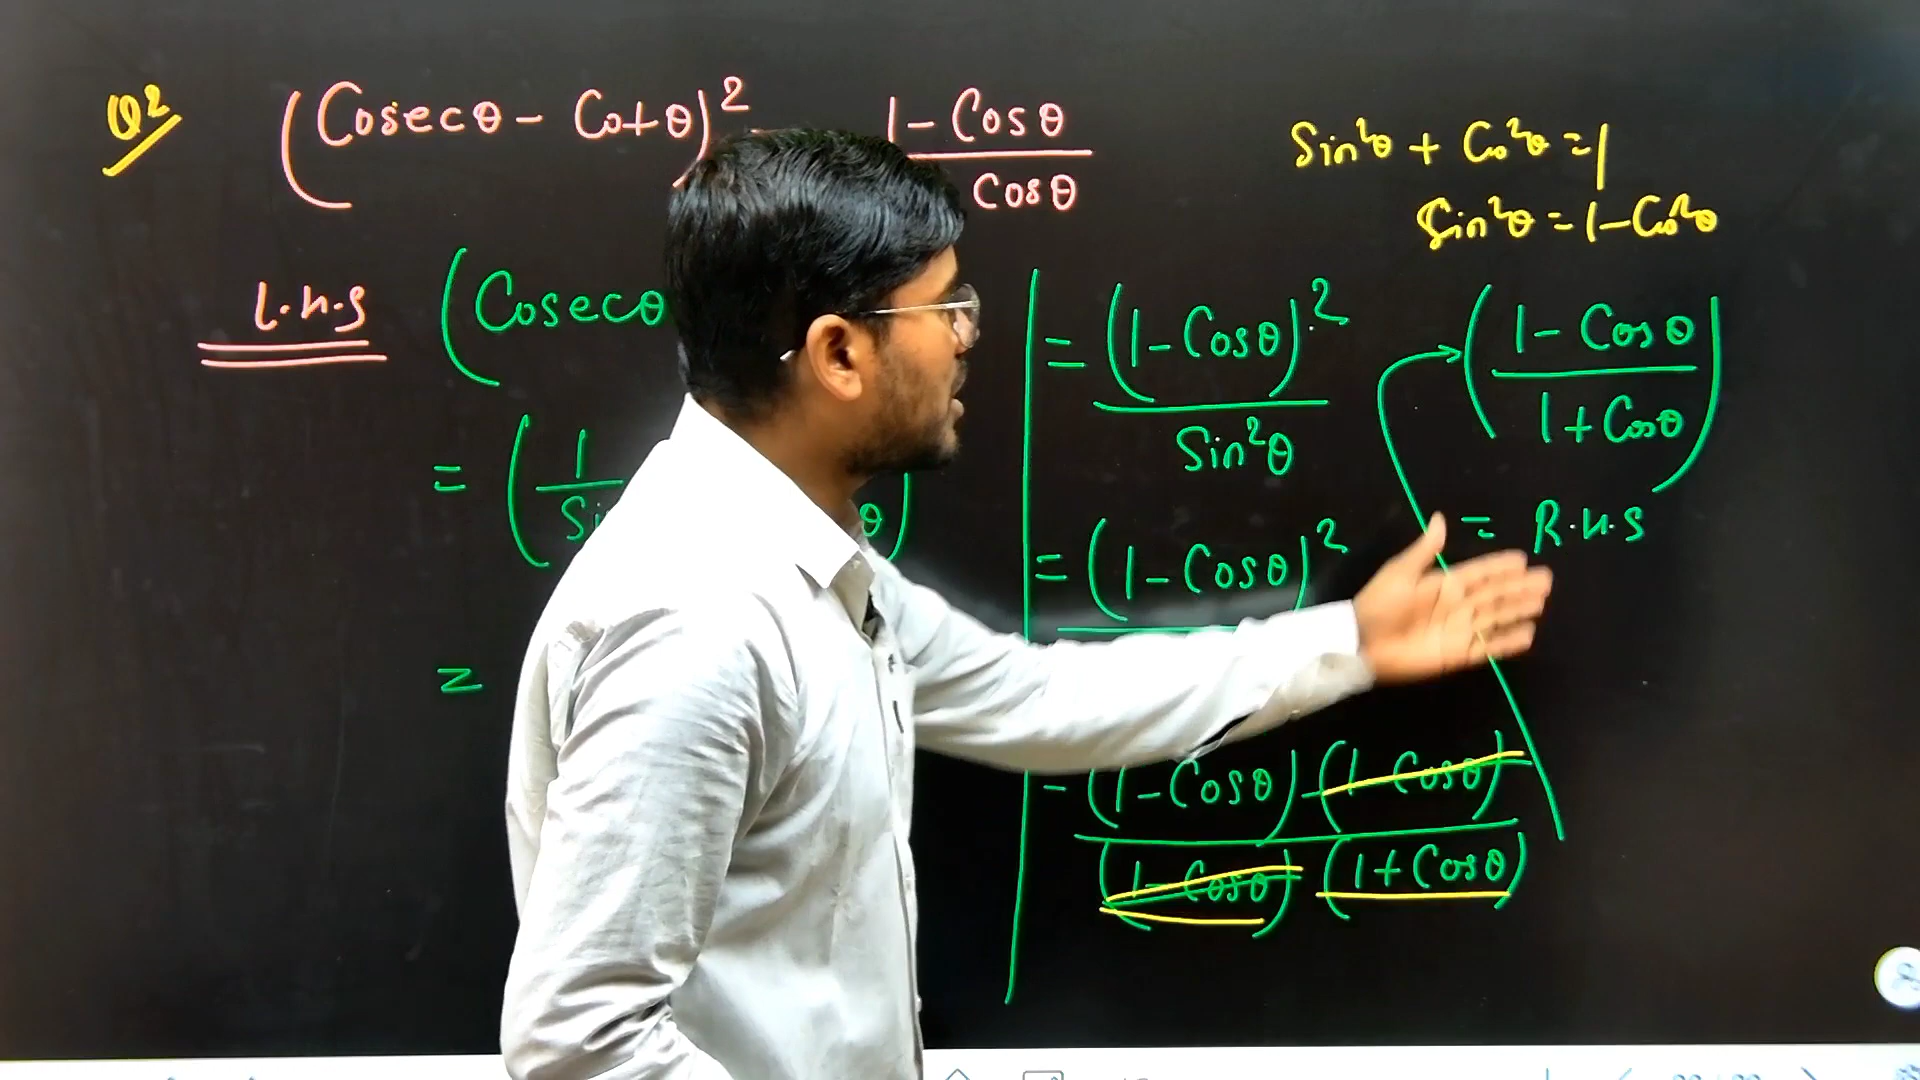 Q2 (Cosecθ - Cotθ)² 1 - Cosθ
Cosθ
Sin²θ + Cos²θ = 1
Sin²θ = 1 - Cos²θ
L.H.S (Cosecθ
= ( 1
θ)
=
= (1 - Cosθ)²
Sin²θ
= (1 - Cosθ)²
- (1 - Cosθ) (1 - Cosθ)
(1 - Cosθ) (1 + Cosθ)
(1 - Cosθ
1 + Cosθ)
= R.H.S